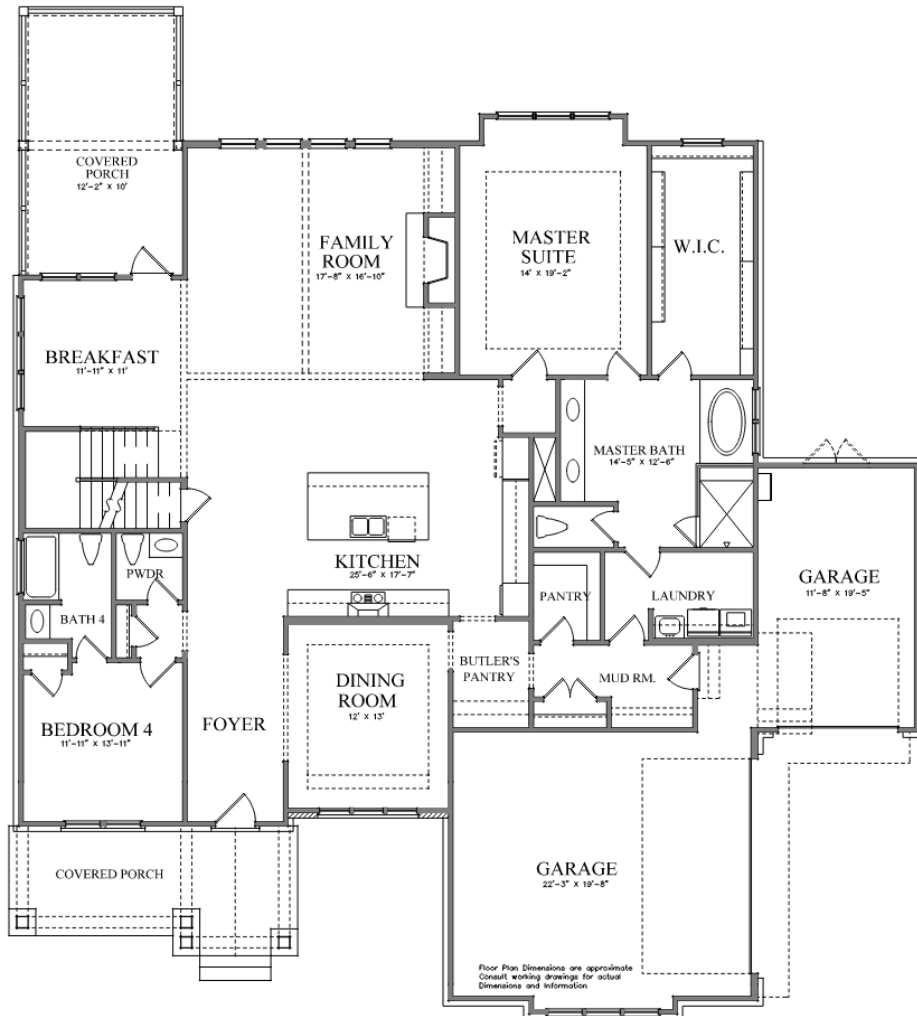 COVERED
PORCH
12'-2" X 10'
FAMILY
ROOM
17'-8" X 16'-10"
MASTER
SUITE
14' X 19'-2"
W.I.C.
BREAKFAST
11'-11" X 11'
MASTER BATH
14'-5" X 12'-6"
KITCHEN
25'-6" X 17'-7"
GARAGE
11'-8" X 19'-5"
PWDR
BATH 4
PANTRY
LAUNDRY
BUTLER'S
PANTRY
MUD RM.
DINING
ROOM
12' X 13'
FOYER
BEDROOM 4
11'-11" X 13'-11"
COVERED PORCH
GARAGE
22'-3" X 19'-8"
Floor Plan Dimensions are approximate
Consult working drawings for actual
Dimensions and Information